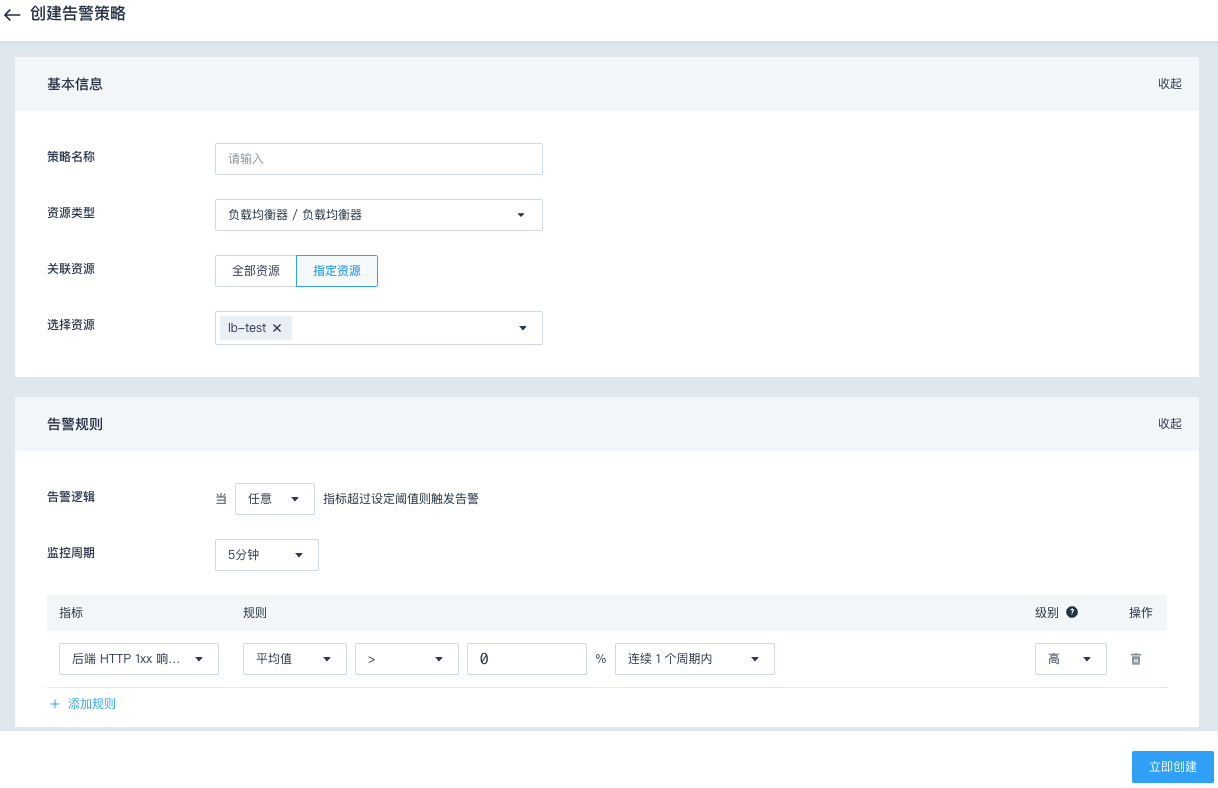 创建告警策略
基本信息 收起
策略名称 请输入
资源类型 负载均衡器 / 负载均衡器
关联资源 全部资源 指定资源
选择资源 lb-test
告警规则 收起
告警逻辑 当 任意 指标超过设定阈值则触发告警
监控周期 5分钟
指标 规则 级别 操作
后端 HTTP 1xx 响... 平均值 > 0 % 连续 1 个周期内 高
添加规则
立即创建